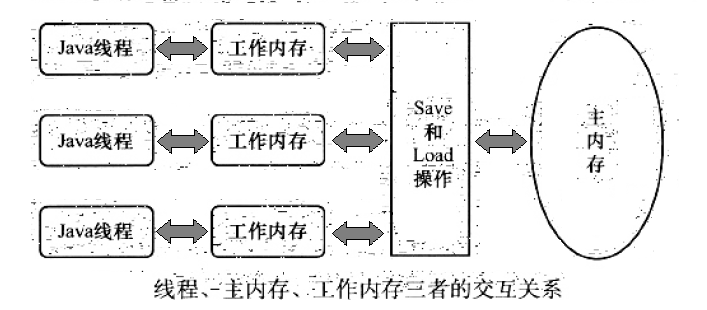 Java线程 工作内存
Java线程 工作内存
Java线程 工作内存
Save
和
Load
操作
主
内
存
线程、主内存、工作内存三者的交互关系